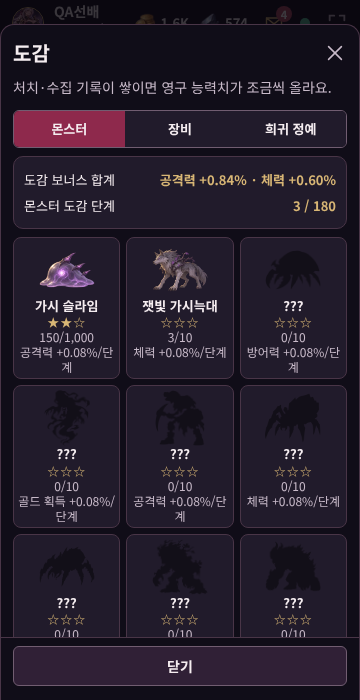 QA선배
1.6K
574
4
도감
처치·수집 기록이 쌓이면 영구 능력치가 조금씩 올라요.
몬스터
장비
희귀 정예
도감 보너스 합계
공격력 +0.84% · 체력 +0.60%
몬스터 도감 단계
3 / 180
가시 슬라임
★★☆
150/1,000
공격력 +0.08%/단
계
잿빛 가시늑대
☆☆☆
3/10
체력 +0.08%/단계
???
☆☆☆
0/10
방어력 +0.08%/단
계
???
☆☆☆
0/10
골드 획득 +0.08%/
단계
???
☆☆☆
0/10
공격력 +0.08%/단
계
???
☆☆☆
0/10
체력 +0.08%/단계
???
☆☆☆
0/10
???
☆☆☆
0/10
???
☆☆☆
0/10
닫기